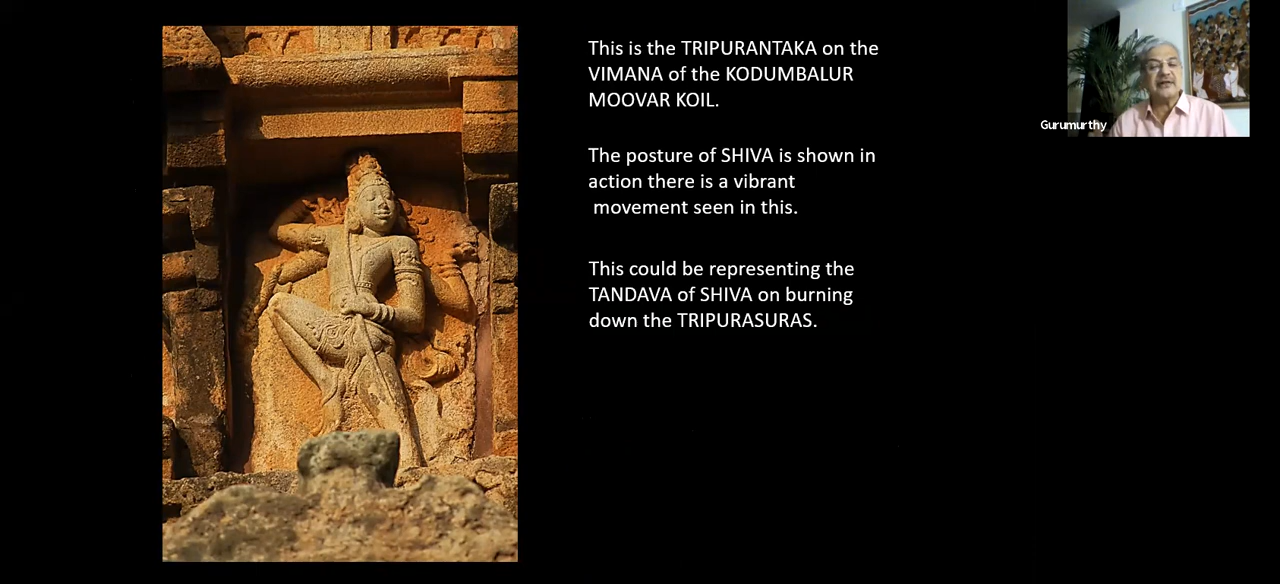 This is the TRIPURANTAKA on the
VIMANA of the KODUMBALUR
MOOVAR KOIL.
The posture of SHIVA is shown in
action there is a vibrant
movement seen in this.
This could be representing the
TANDAVA of SHIVA on burning
down the TRIPURASURAS.
Gurumurthy